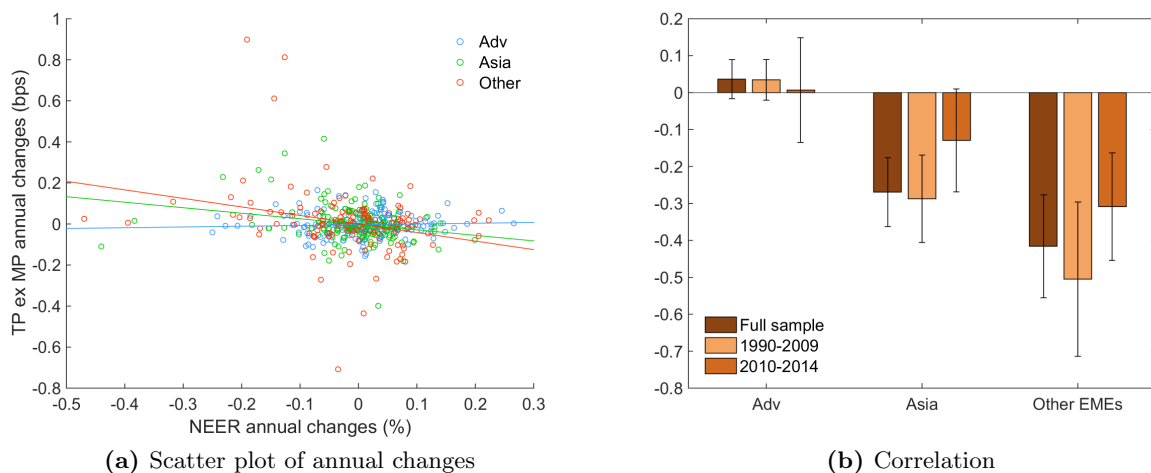 1
0.8
0.6
0.4
0.2
0
-0.2
-0.4
-0.6
-0.8
TP ex MP annual changes (bps)
Adv
Asia
Other
-0.5 -0.4 -0.3 -0.2 -0.1 0 0.1 0.2 0.3
NEER annual changes (%)
(a) Scatter plot of annual changes
0.2
0.1
0
-0.1
-0.2
-0.3
-0.4
-0.5
-0.6
-0.7
-0.8
Full sample
1990-2009
2010-2014
Adv Asia Other EMEs
(b) Correlation